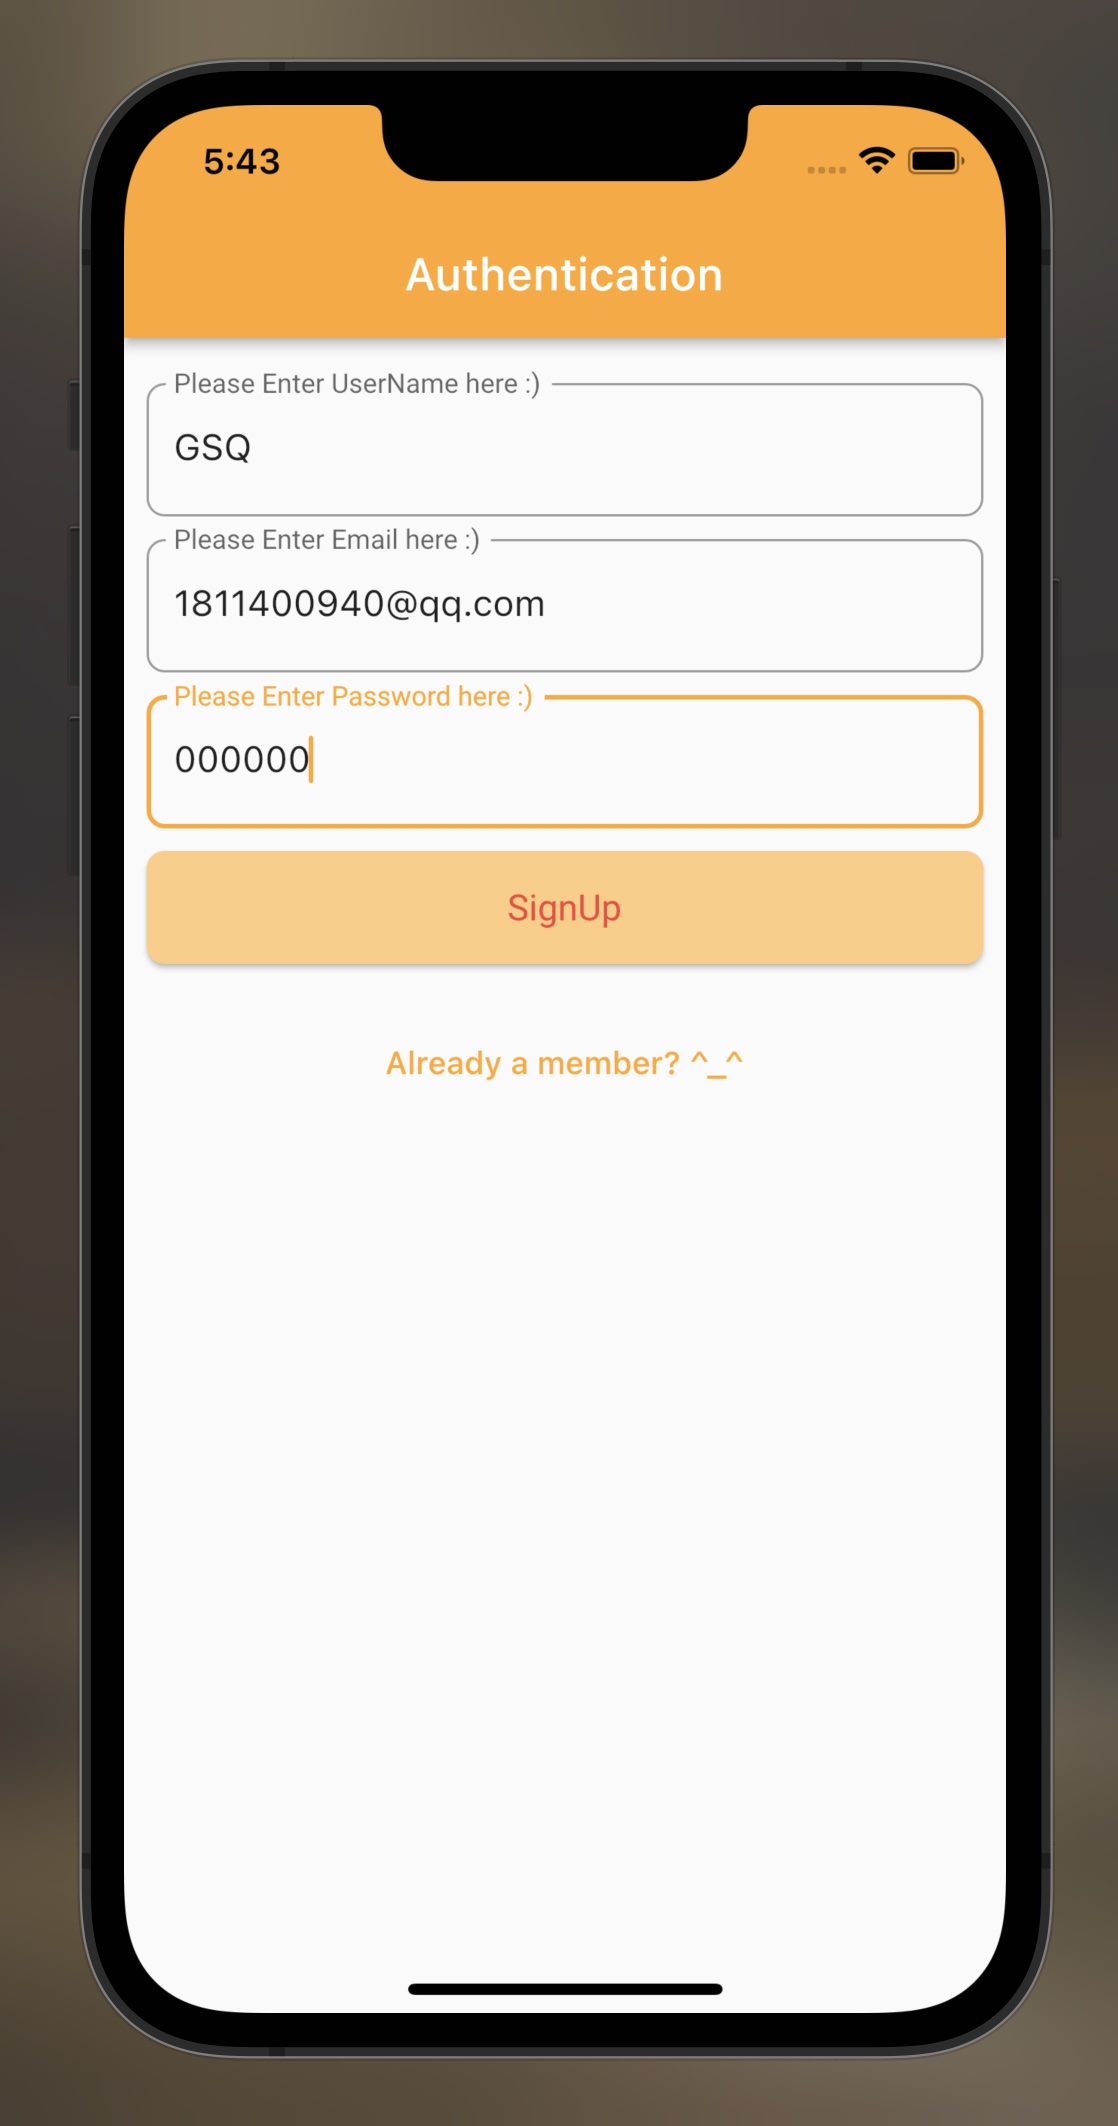 5:43
Authentication
Please Enter UserName here :)
GSQ
Please Enter Email here :)
1811400940@qq.com
Please Enter Password here :)
000000
SignUp
Already a member? ^_^